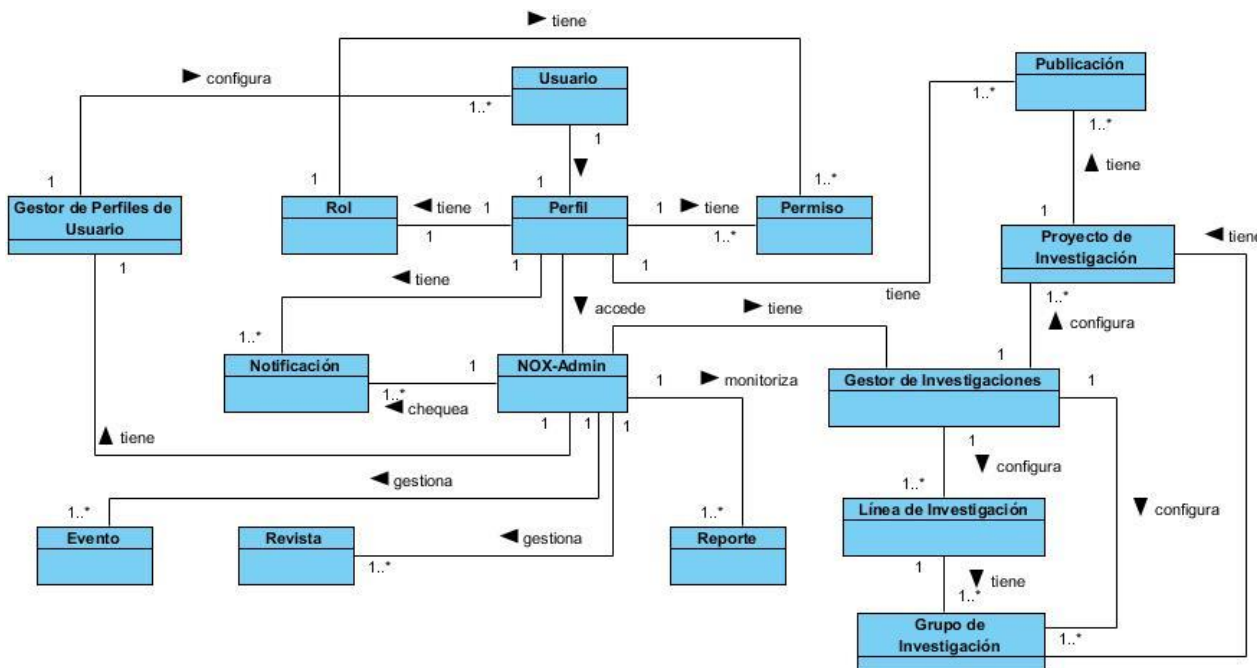 tiene
configura
Usuario
1..*
1
Publicación
1..*
1..*
tiene
1
1
1
1..*
Gestor de Perfiles de
Usuario
1
Rol
tiene
1
1
Perfil
1
tiene
1..*
Permiso
1
Proyecto de
Investigación
tiene
1
1
tiene
tiene
1..*
accede
tiene
1..*
configura
Notificación
1
NOX-Admin
1
monitoriza
1
Gestor de Investigaciones
1
1..*
chequea
1
1
1
tiene
1
configura
gestiona
1..*
1..*
1..*
Línea de Investigación
configura
Evento
Revista
gestiona
Reporte
1..*
1
tiene
1..*
Grupo de
Investigación
1..*